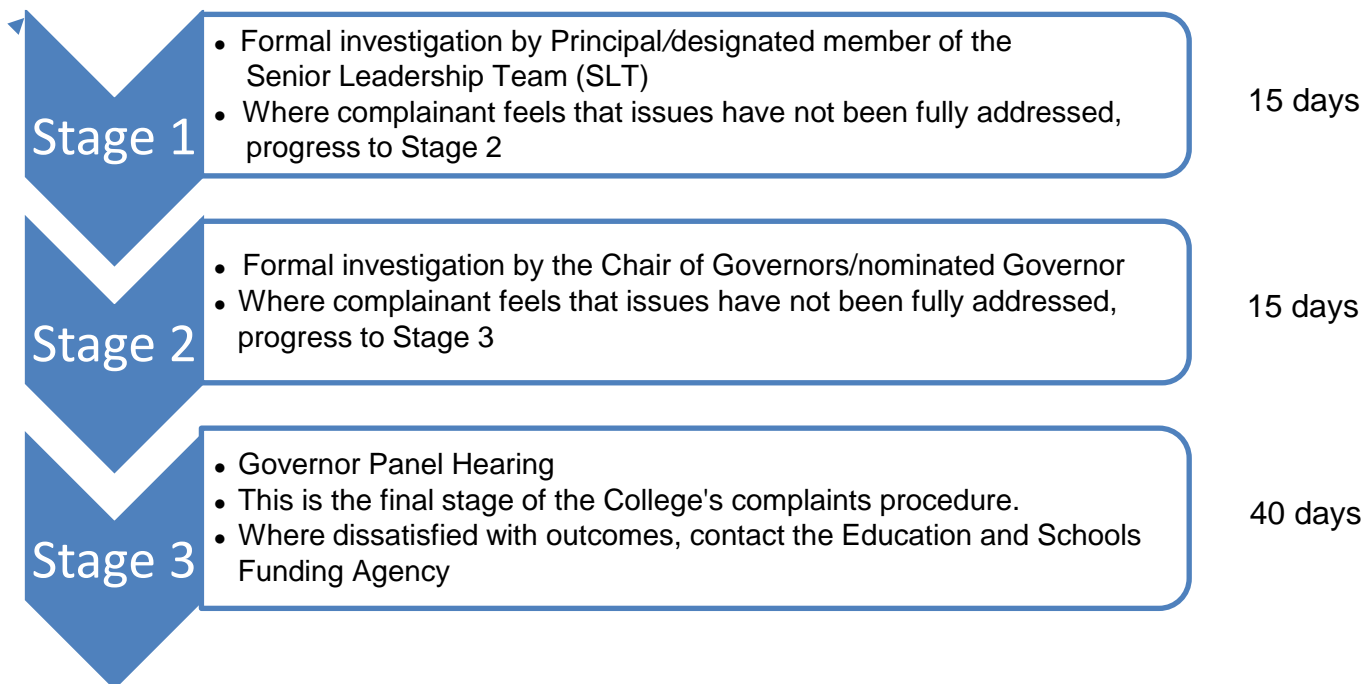 Stage 1
• Formal investigation by Principal/designated member of the
Senior Leadership Team (SLT)
• Where complainant feels that issues have not been fully addressed,
progress to Stage 2
15 days
Stage 2
• Formal investigation by the Chair of Governors/nominated Governor
• Where complainant feels that issues have not been fully addressed,
progress to Stage 3
15 days
Stage 3
• Governor Panel Hearing
• This is the final stage of the College's complaints procedure.
• Where dissatisfied with outcomes, contact the Education and Schools
Funding Agency
40 days